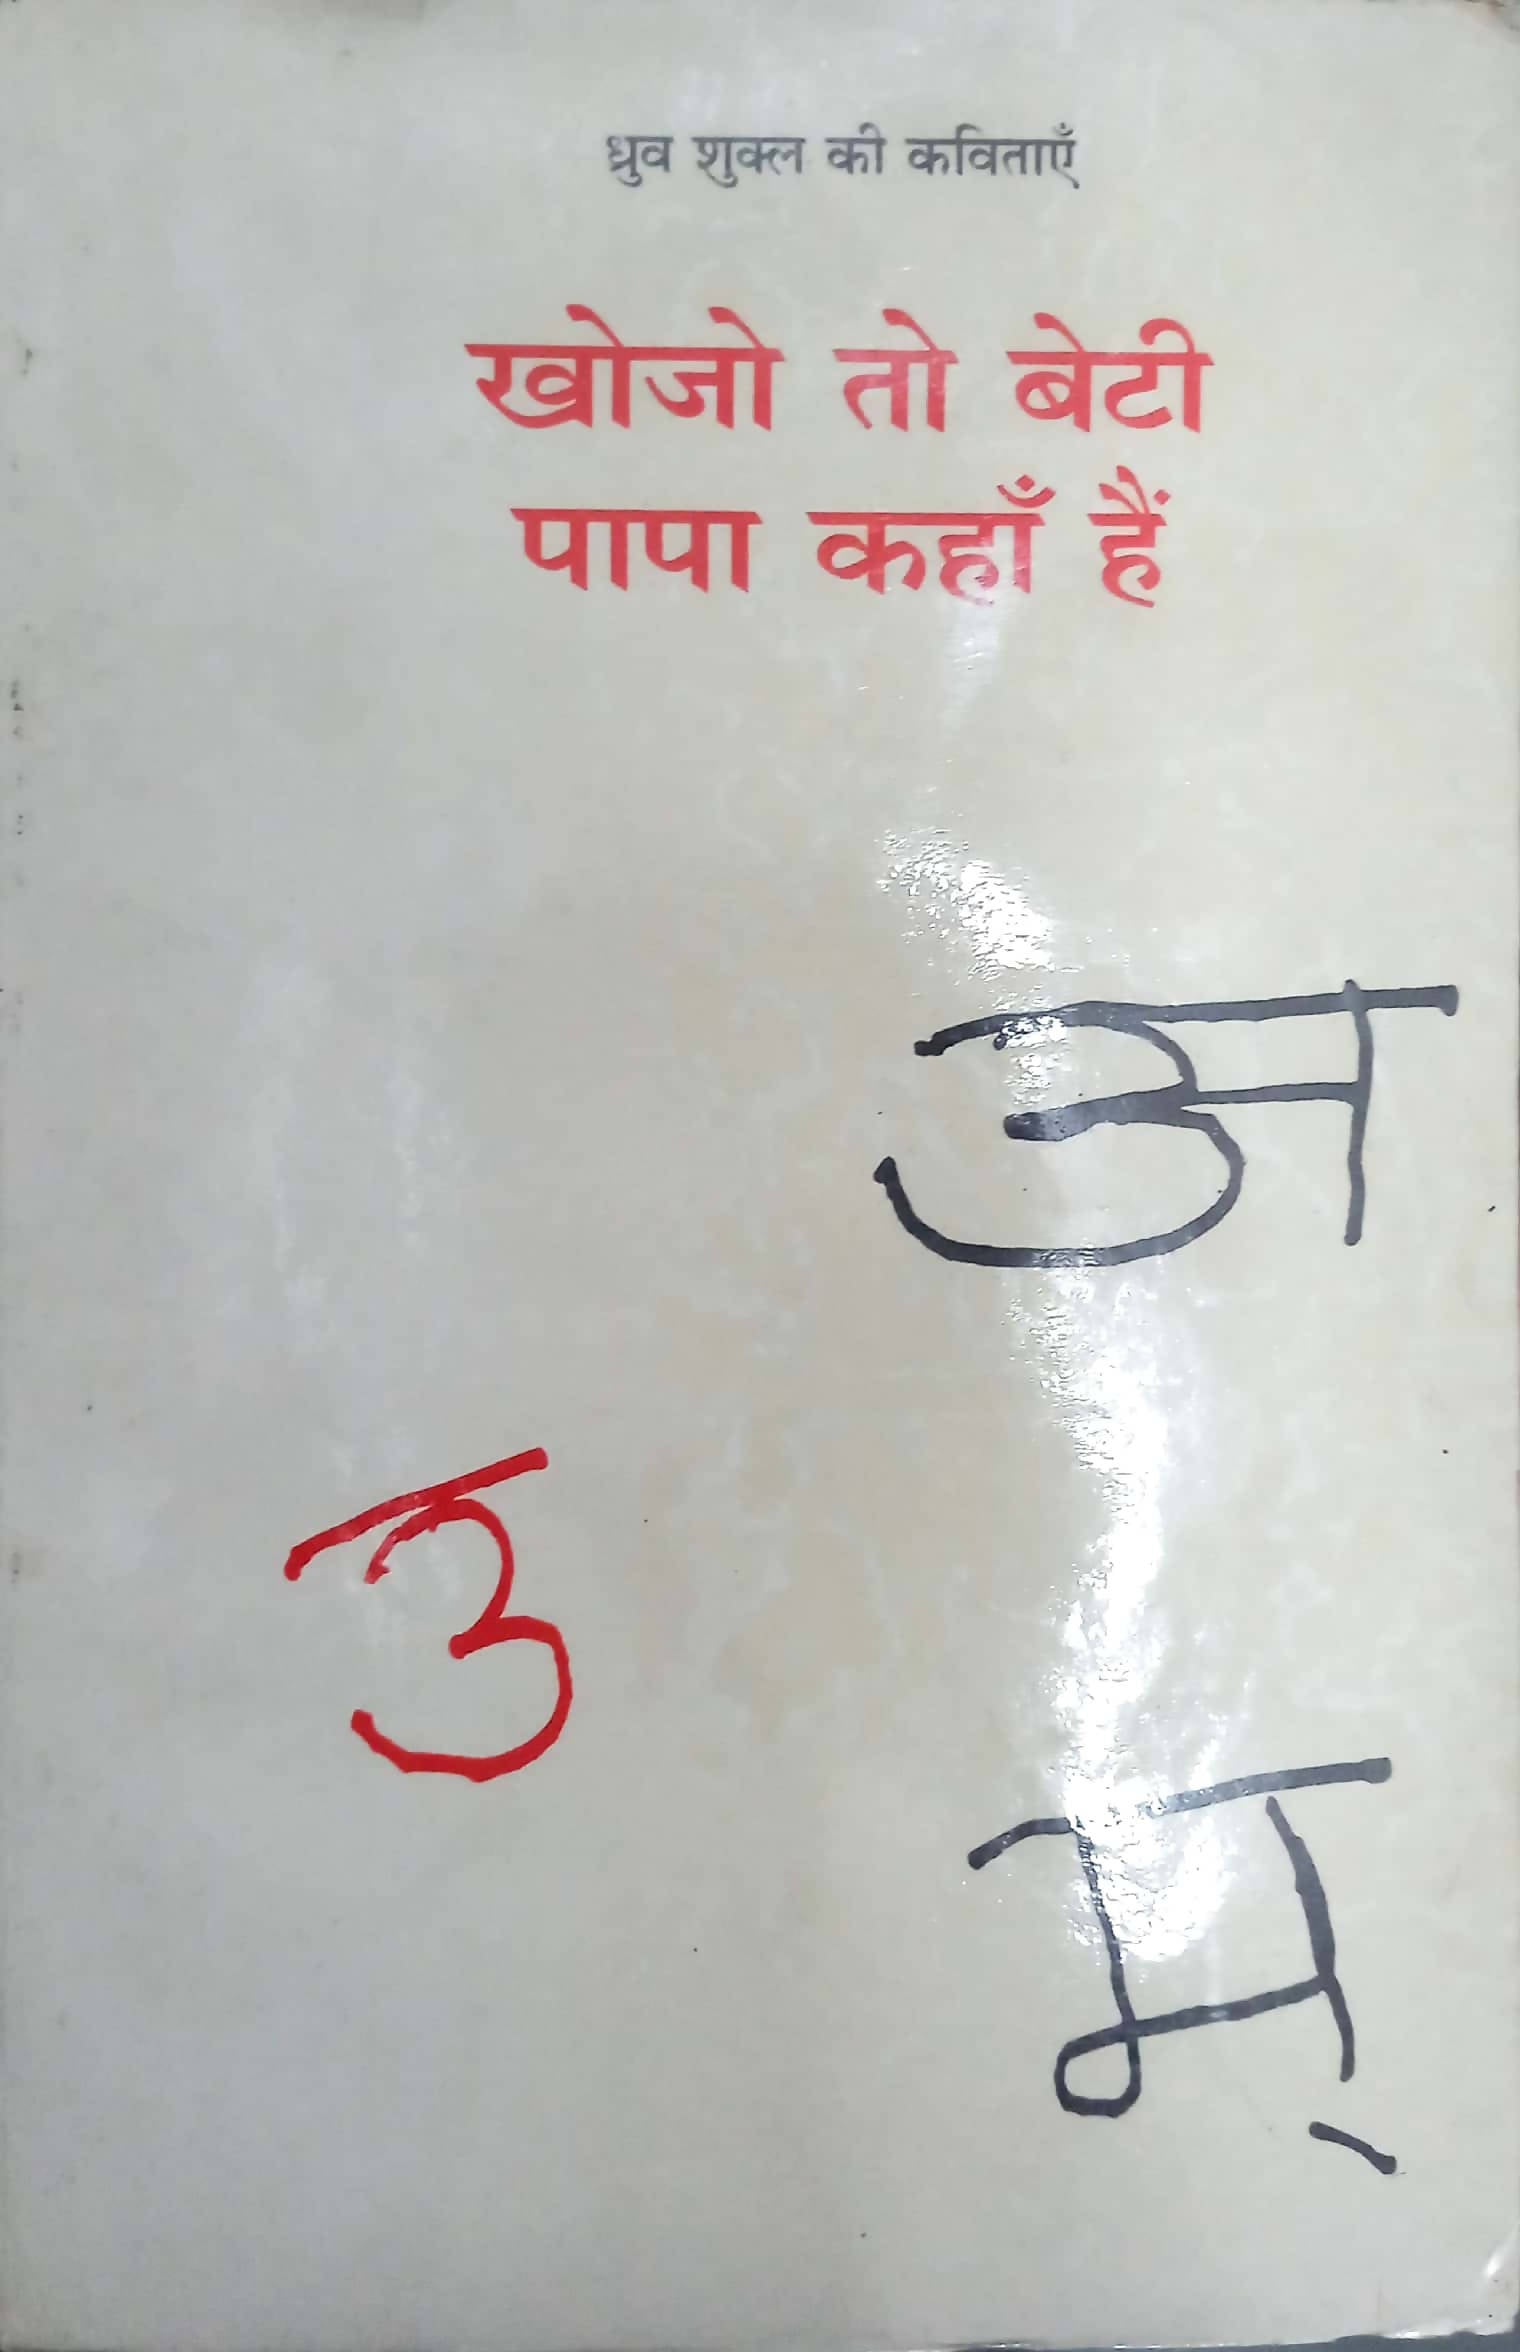 ध्रुव शुक्ल की कविताएँ
खोजो तो बेटी
पापा कहाँ हैं
अ
उ
म्